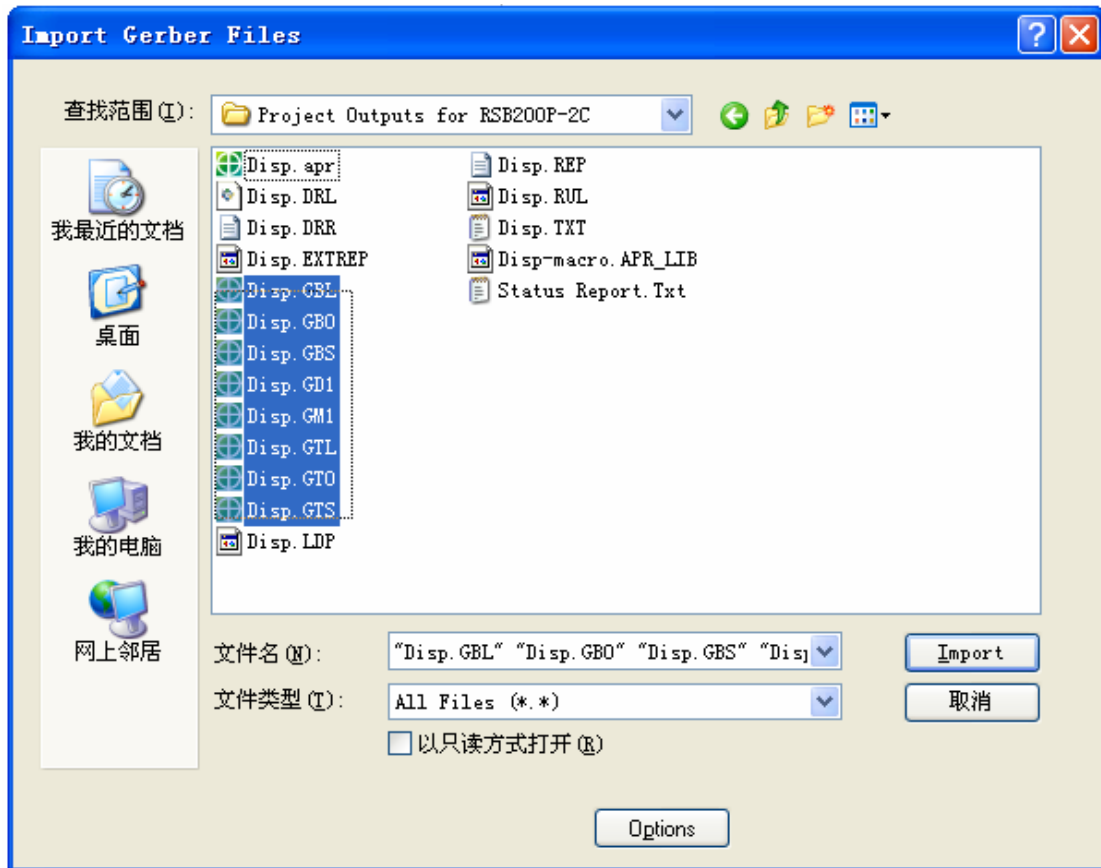 Import Gerber Files
查找范围(I):
Project Outputs for RSB200P-2C
我最近的文档
桌面
我的文档
我的电脑
网上邻居
Disp.apr
Disp.DRL
Disp.DRR
Disp.EXTREP
Disp.GBL
Disp.GBO
Disp.GBS
Disp.GD1
Disp.GM1
Disp.GTL
Disp.GTO
Disp.GTS
Disp.LDP
Disp.REP
Disp.RUL
Disp.TXT
Disp-macro.APR_LIB
Status Report.Txt
文件名(N):
"Disp.GBL" "Disp.GBO" "Disp.GBS" "Disp
Import
文件类型(T):
All Files (*.*)
取消
以只读方式打开(R)
Options